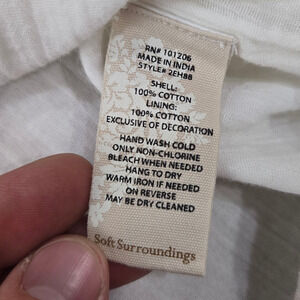 RN# 101206
MADE IN INDIA
STYLE# 2EH88
SHELL:
100% COTTON
LINING:
100% COTTON
EXCLUSIVE OF DECORATION
HAND WASH COLD
ONLY NON-CHLORINE
BLEACH WHEN NEEDED
HANG TO DRY
WARM IRON IF NEEDED
ON REVERSE
MAY BE DRY CLEANED
Soft Surroundings